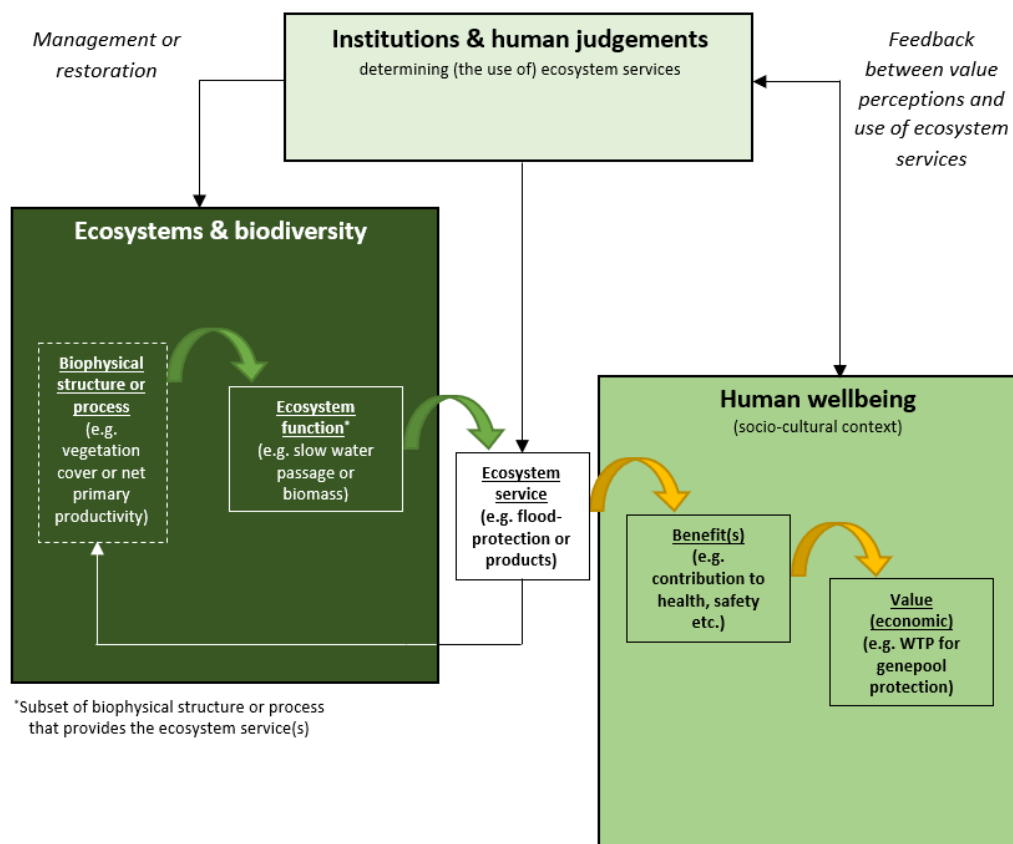 Management or
restoration
Institutions & human judgements
determining (the use of) ecosystem services
Feedback
between value
perceptions and
use of ecosystem
services
Ecosystems & biodiversity
Biophysical
structure or
process
(e.g.
vegetation
cover or net
primary
productivity)
Ecosystem
function*
(e.g. slow water
passage or
biomass)
Ecosystem
service
(e.g. flood-
protection or
products)
Human wellbeing
(socio-cultural context)
Benefit(s)
(e.g.
contribution to
health, safety
etc.)
Value
(economic)
(e.g. WTP for
genepool
protection)
*Subset of biophysical structure or process
that provides the ecosystem service(s)